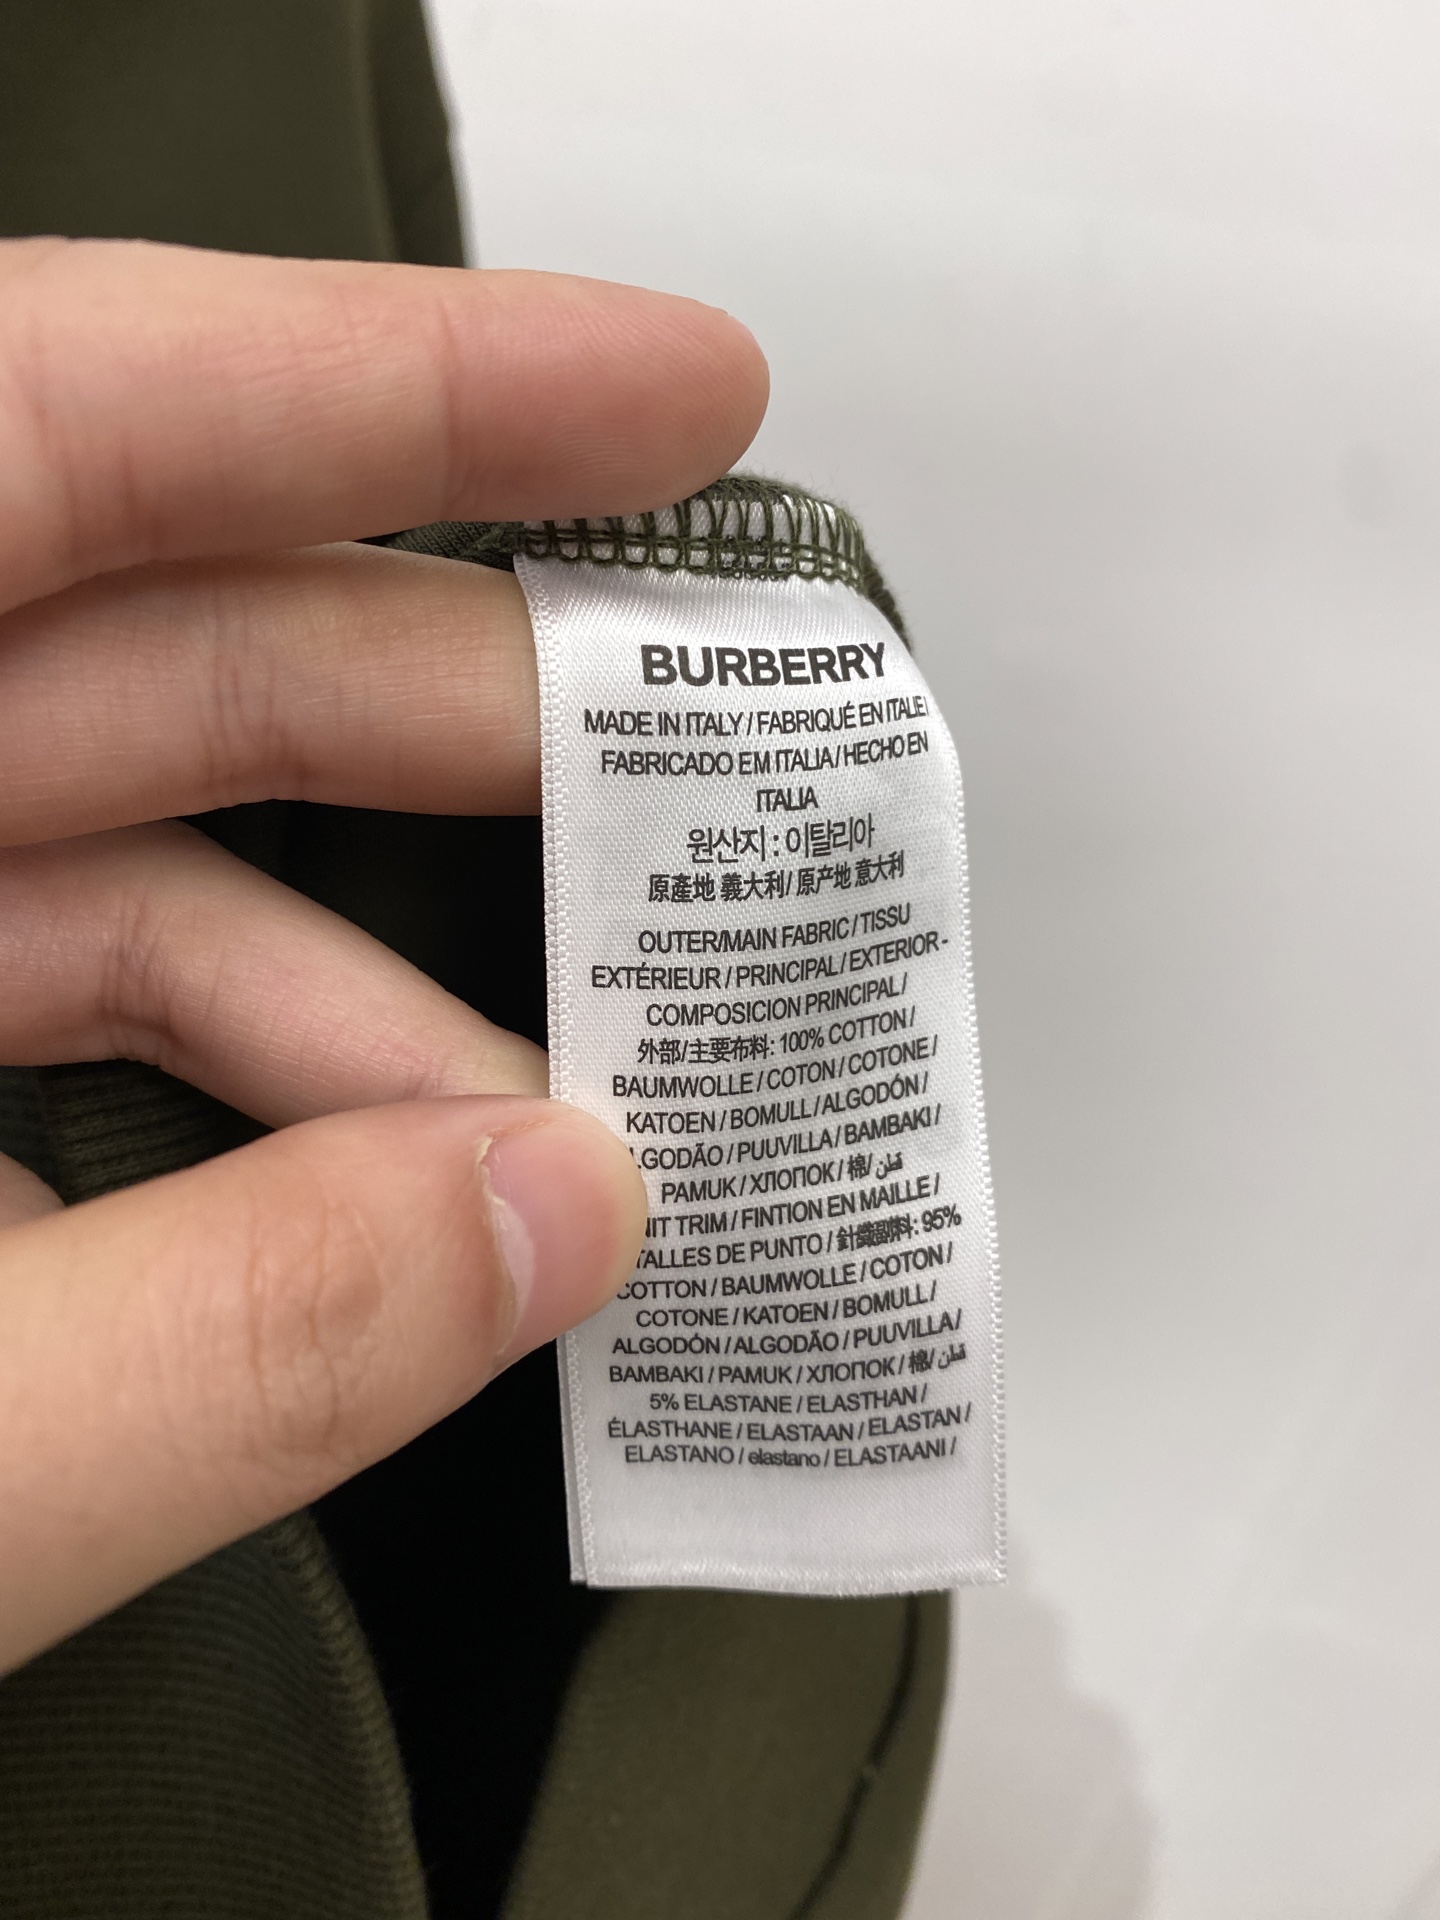 BURBERRY
MADE IN ITALY / FABRIQUÉ EN ITALIE /
FABRICADO EM ITALIA / HECHO EN
ITALIA
원산지 : 이탈리아
原產地 義大利/ 原产地 意大利
OUTER/MAIN FABRIC / TISSU
EXTÉRIEUR / PRINCIPAL / EXTERIOR -
COMPOSICION PRINCIPAL /
外部/主要布料: 100% COTTON /
BAUMWOLLE / COTON / COTONE /
KATOEN / BOMULL / ALGODÓN /
LGODÃO / PUUVILLA / BAMBAKI /
PAMUK / ХЛОПОК / 棉/ قطن
NIT TRIM / FINTION EN MAILLE /
TALLES DE PUNTO / 針織副料: 95%
COTTON / BAUMWOLLE / COTON /
COTONE / KATOEN / BOMULL /
ALGODÓN / ALGODÃO / PUUVILLA /
BAMBAKI / PAMUK / ХЛОПОК / 棉/ قطن
5% ELASTANE / ELASTHAN /
ÉLASTHANE / ELASTAAN / ELASTAN /
ELASTANO / elastano / ELASTAANI /